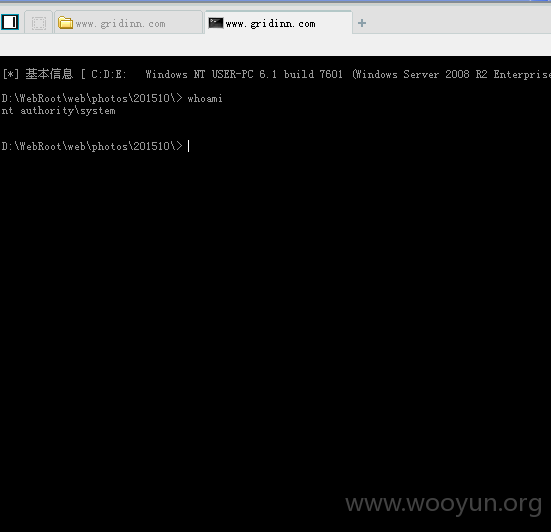 www.gridinn.com www.gridinn.com
[*] 基本信息 [ C:D:E: Windows NT USER-PC 6.1 build 7601 (Windows Server 2008 R2 Enterprise
D:\WebRoot\web\photos\201510\> whoami
nt authority\system
D:\WebRoot\web\photos\201510\>
www.wooyun.org